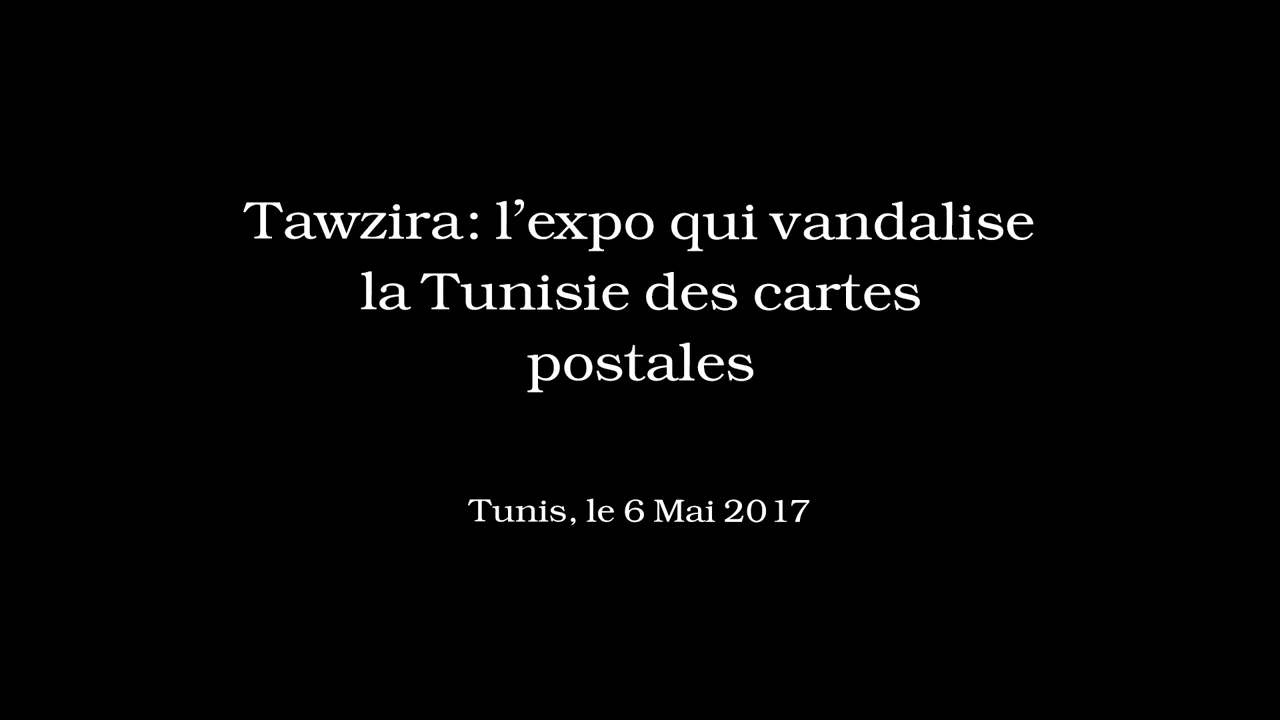 Tawzira: l’expo qui vandalise
la Tunisie des cartes
postales
Tunis, le 6 Mai 2017